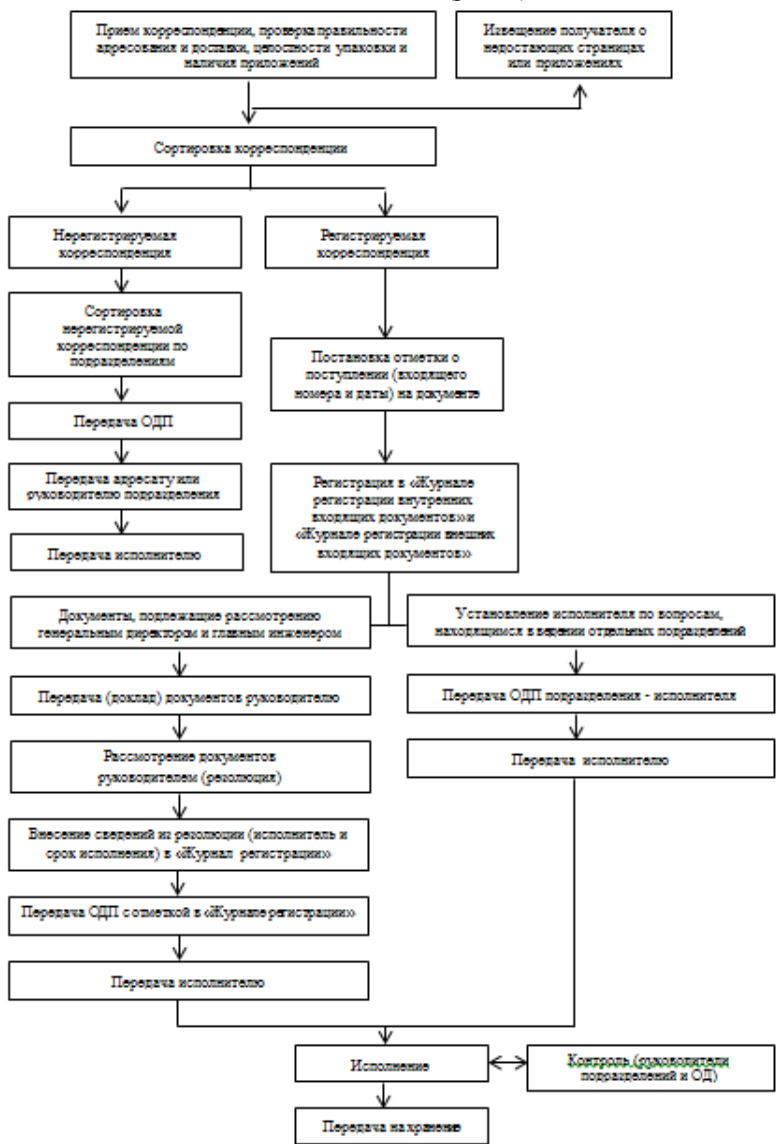 Прием корреспонденции, проверка правильности
адресования и доставки, целостности упаковки и
наличия приложений
Извещение получателя о
недостающих страницах
или приложениях
Сортировка корреспонденции
Нерегистрируемая
корреспонденция
Регистрируемая
корреспонденция
Сортировка
нерегистрируемой
корреспонденции по
подразделениям
Постановка отметки о
поступлении (входящего
номера и даты) на документе
Передача ОДП
Передача адресату или
руководителю подразделения
Передача исполнителю
Регистрация в «Журнале
регистрации внутренних
входящих документов» и
«Журнале регистрации внешних
входящих документов»
Документы, подлежащие рассмотрению
генеральным директором и главным инженером
Установление исполнителя по вопросам,
находящимся в ведении отдельных подразделений
Передача (доклад) документов руководителю
Передача ОДП подразделения - исполнителя
Рассмотрение документов
руководителем (резолюция)
Передача исполнителю
Внесение сведений из резолюции (исполнитель и
срок исполнения) в «Журнал регистрации»
Передача ОДП с отметкой в «Журнале регистрации»
Передача исполнителю
Исполнение
Контроль (руководители
подразделений и ОД)
Передача на хранение